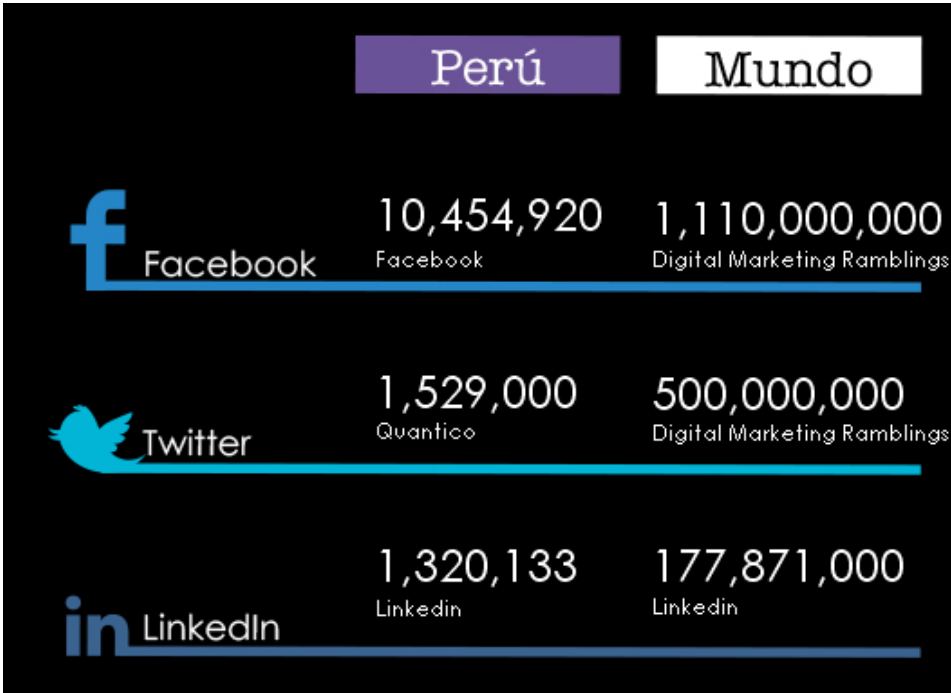 Perú Mundo
10,454,920 1,110,000,000
Facebook Facebook Digital Marketing Ramblings
1,529,000 500,000,000
Twitter Quantico Digital Marketing Ramblings
1,320,133 177,871,000
LinkedIn Linkedin Linkedin